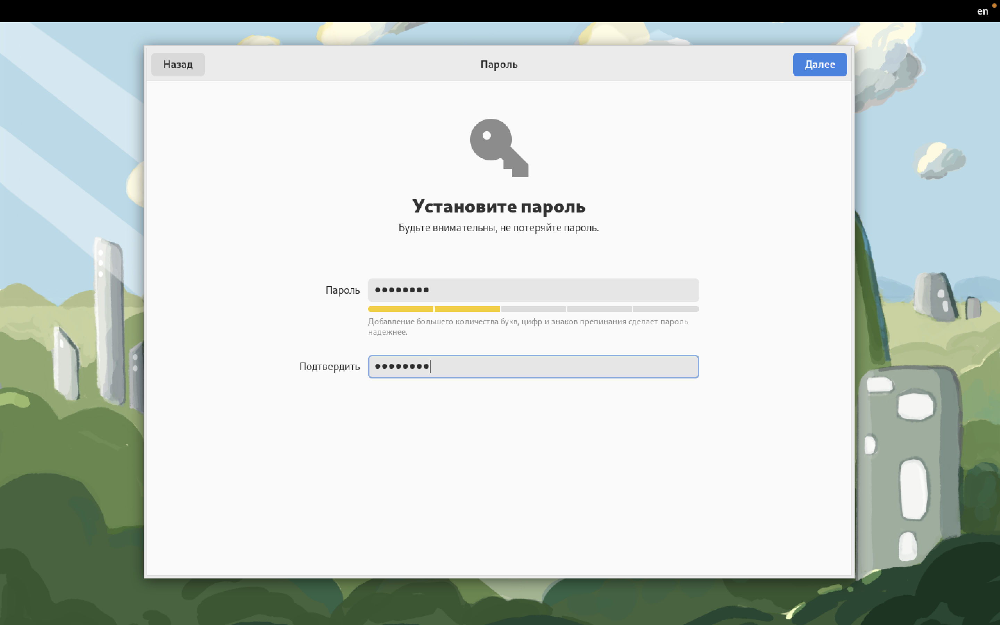 en
Назад
Пароль
Далее
Установите пароль
Будьте внимательны, не потеряйте пароль.
Пароль
••••••••
Добавление большего количества букв, цифр и знаков препинания сделает пароль
надежнее.
Подтвердить
••••••••